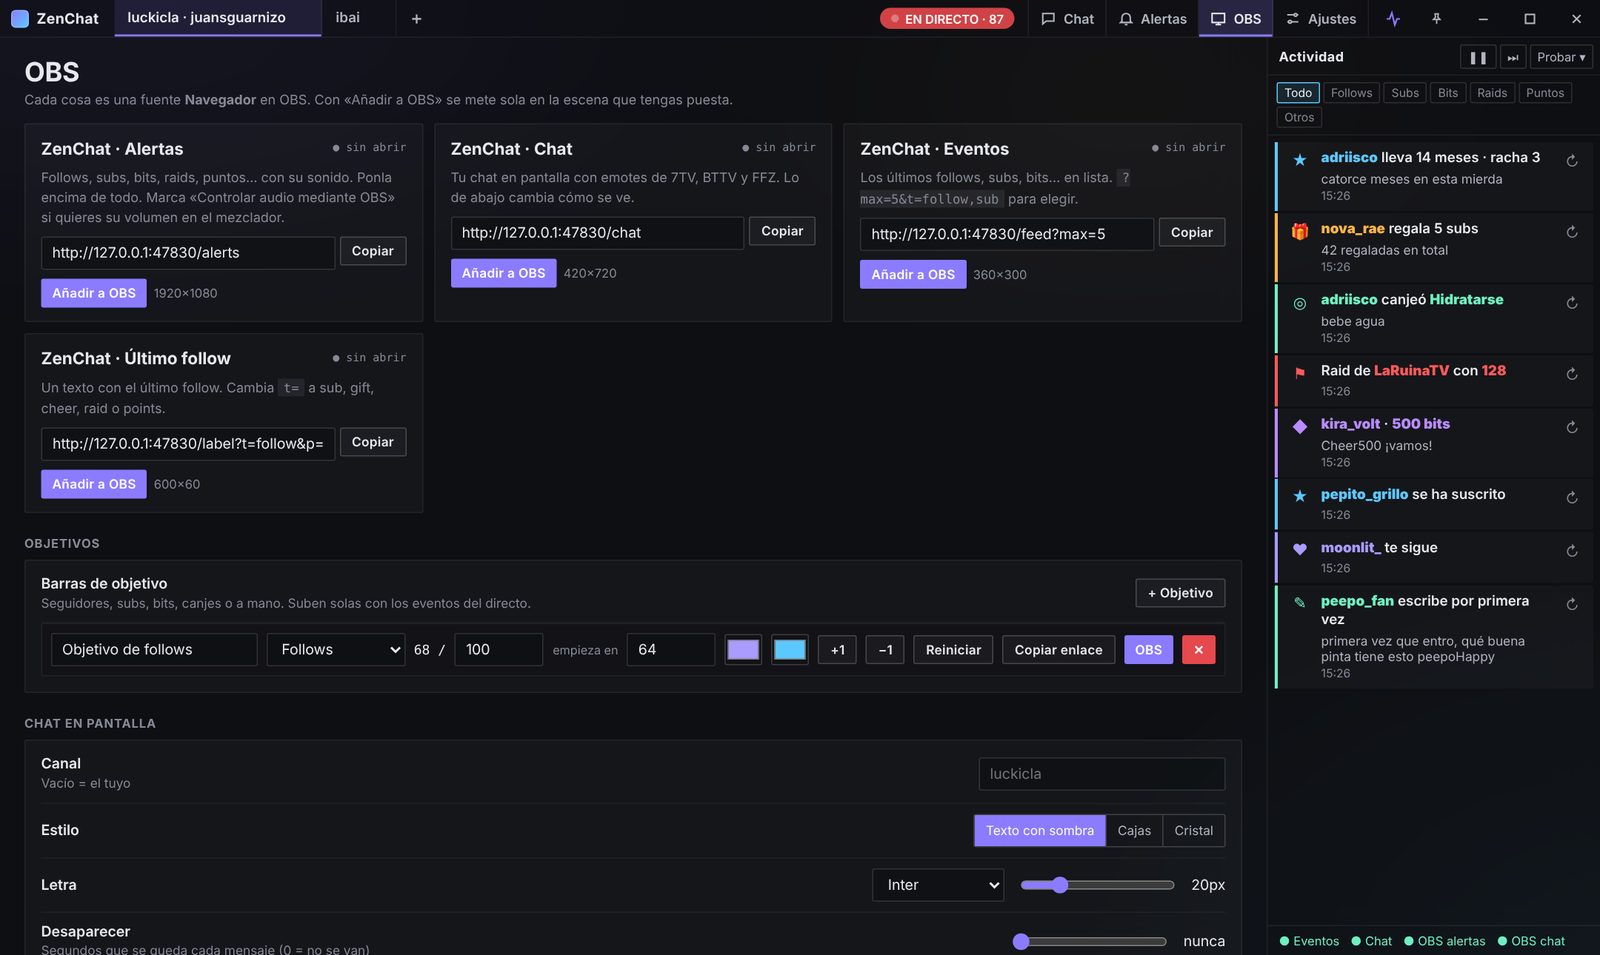 ZenChat
luckicla · juansguarnizo
ibai
+
EN DIRECTO · 87
Chat
Alertas
OBS
Ajustes
OBS
Cada cosa es una fuente Navegador en OBS. Con «Añadir a OBS» se mete sola en la escena que tengas puesta.
ZenChat · Alertas
sin abrir
Follows, subs, bits, raids, puntos... con su sonido. Ponla
encima de todo. Marca «Controlar audio mediante OBS»
si quieres su volumen en el mezclador.
http://127.0.0.1:47830/alerts
Copiar
Añadir a OBS
1920×1080
ZenChat · Chat
sin abrir
Tu chat en pantalla con emotes de 7TV, BTTV y FFZ. Lo
de abajo cambia cómo se ve.
http://127.0.0.1:47830/chat
Copiar
Añadir a OBS
420×720
ZenChat · Eventos
sin abrir
Los últimos follows, subs, bits... en lista. ?
max=5&t=follow,sub para elegir.
http://127.0.0.1:47830/feed?max=5
Copiar
Añadir a OBS
360×300
ZenChat · Último follow
sin abrir
Un texto con el último follow. Cambia t= a sub, gift,
cheer, raid o points.
http://127.0.0.1:47830/label?t=follow&p=
Copiar
Añadir a OBS
600×60
OBJETIVOS
Barras de objetivo
Seguidores, subs, bits, canjes o a mano. Suben solas con los eventos del directo.
+ Objetivo
Objetivo de follows
Follows
68 /
100
empieza en
64
+1
−1
Reiniciar
Copiar enlace
OBS
×
CHAT EN PANTALLA
Canal
Vacío = el tuyo
luckicla
Estilo
Texto con sombra
Cajas
Cristal
Letra
Inter
20px
Desaparecer
Segundos que se queda cada mensaje (0 = no se van)
nunca
Actividad
Probar ▾
Todo
Follows
Subs
Bits
Raids
Puntos
Otros
adriisco lleva 14 meses · racha 3
catorce meses en esta mierda
15:26
nova_rae regala 5 subs
42 regaladas en total
15:26
adriisco canjeó Hidratarse
bebe agua
15:26
Raid de LaRuinaTV con 128
15:26
kira_volt · 500 bits
Cheer500 ¡vamos!
15:26
pepito_grillo se ha suscrito
15:26
moonlit_ te sigue
15:26
peepo_fan escribe por primera
vez
primera vez que entro, qué buena
pinta tiene esto peepoHappy
15:26
Eventos
Chat
OBS alertas
OBS chat